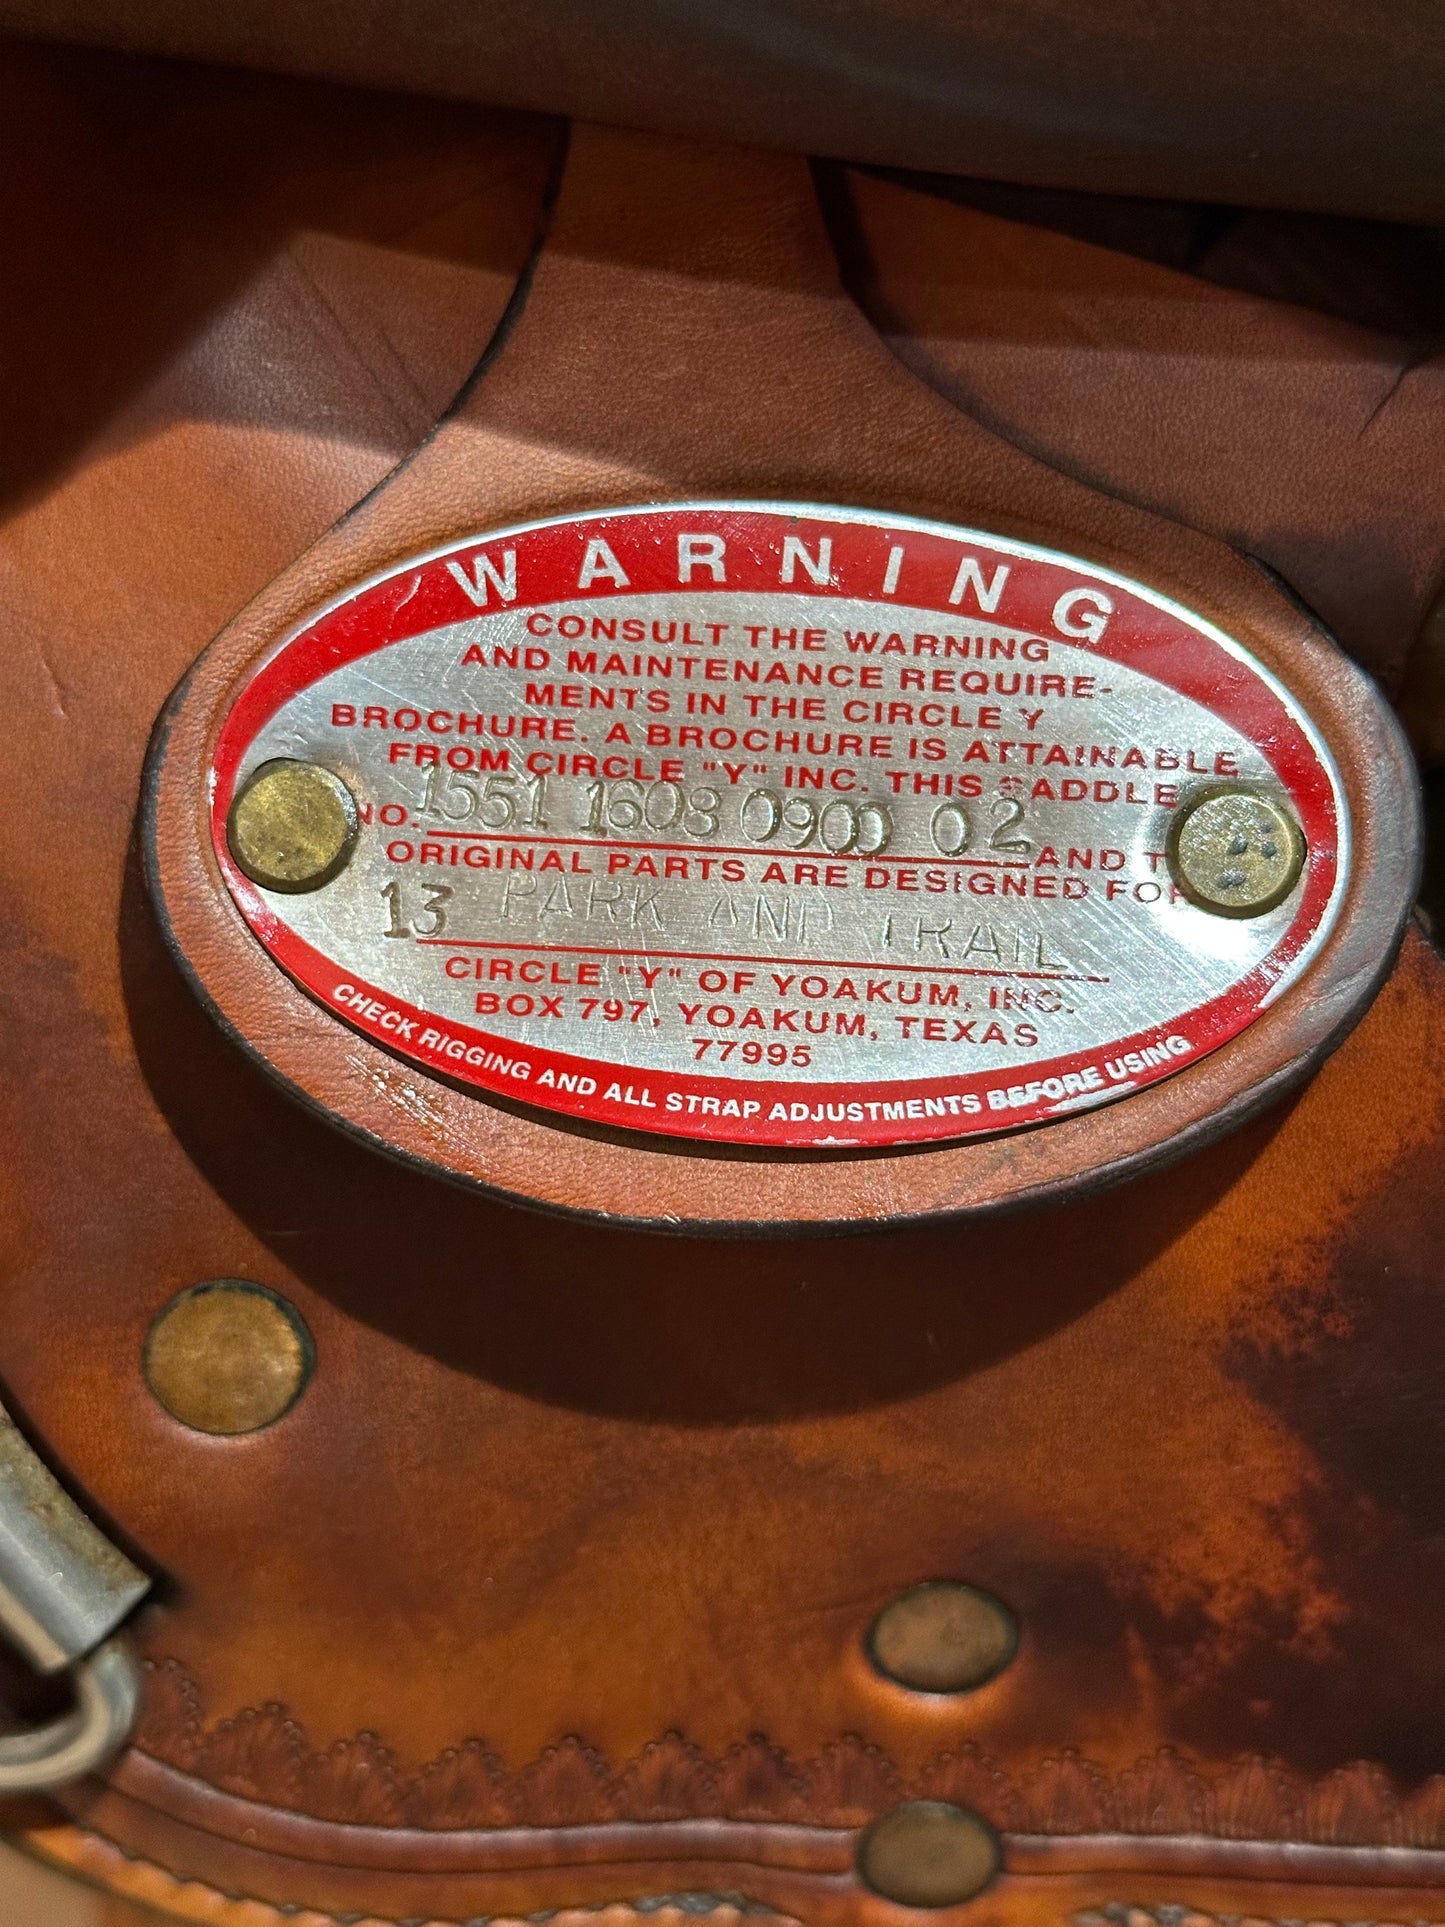 WARNING
CONSULT THE WARNING
AND MAINTENANCE REQUIRE-
MENTS IN THE CIRCLE Y
BROCHURE. A BROCHURE IS ATTAINABLE
FROM CIRCLE "Y" INC. THIS SADDLE
NO. 1551 1608 0900 02 AND T
ORIGINAL PARTS ARE DESIGNED FOR
13 PARK AND TRAIL
CIRCLE "Y" OF YOAKUM, INC.
BOX 797, YOAKUM, TEXAS
77995
CHECK RIGGING AND ALL STRAP ADJUSTMENTS BEFORE USING